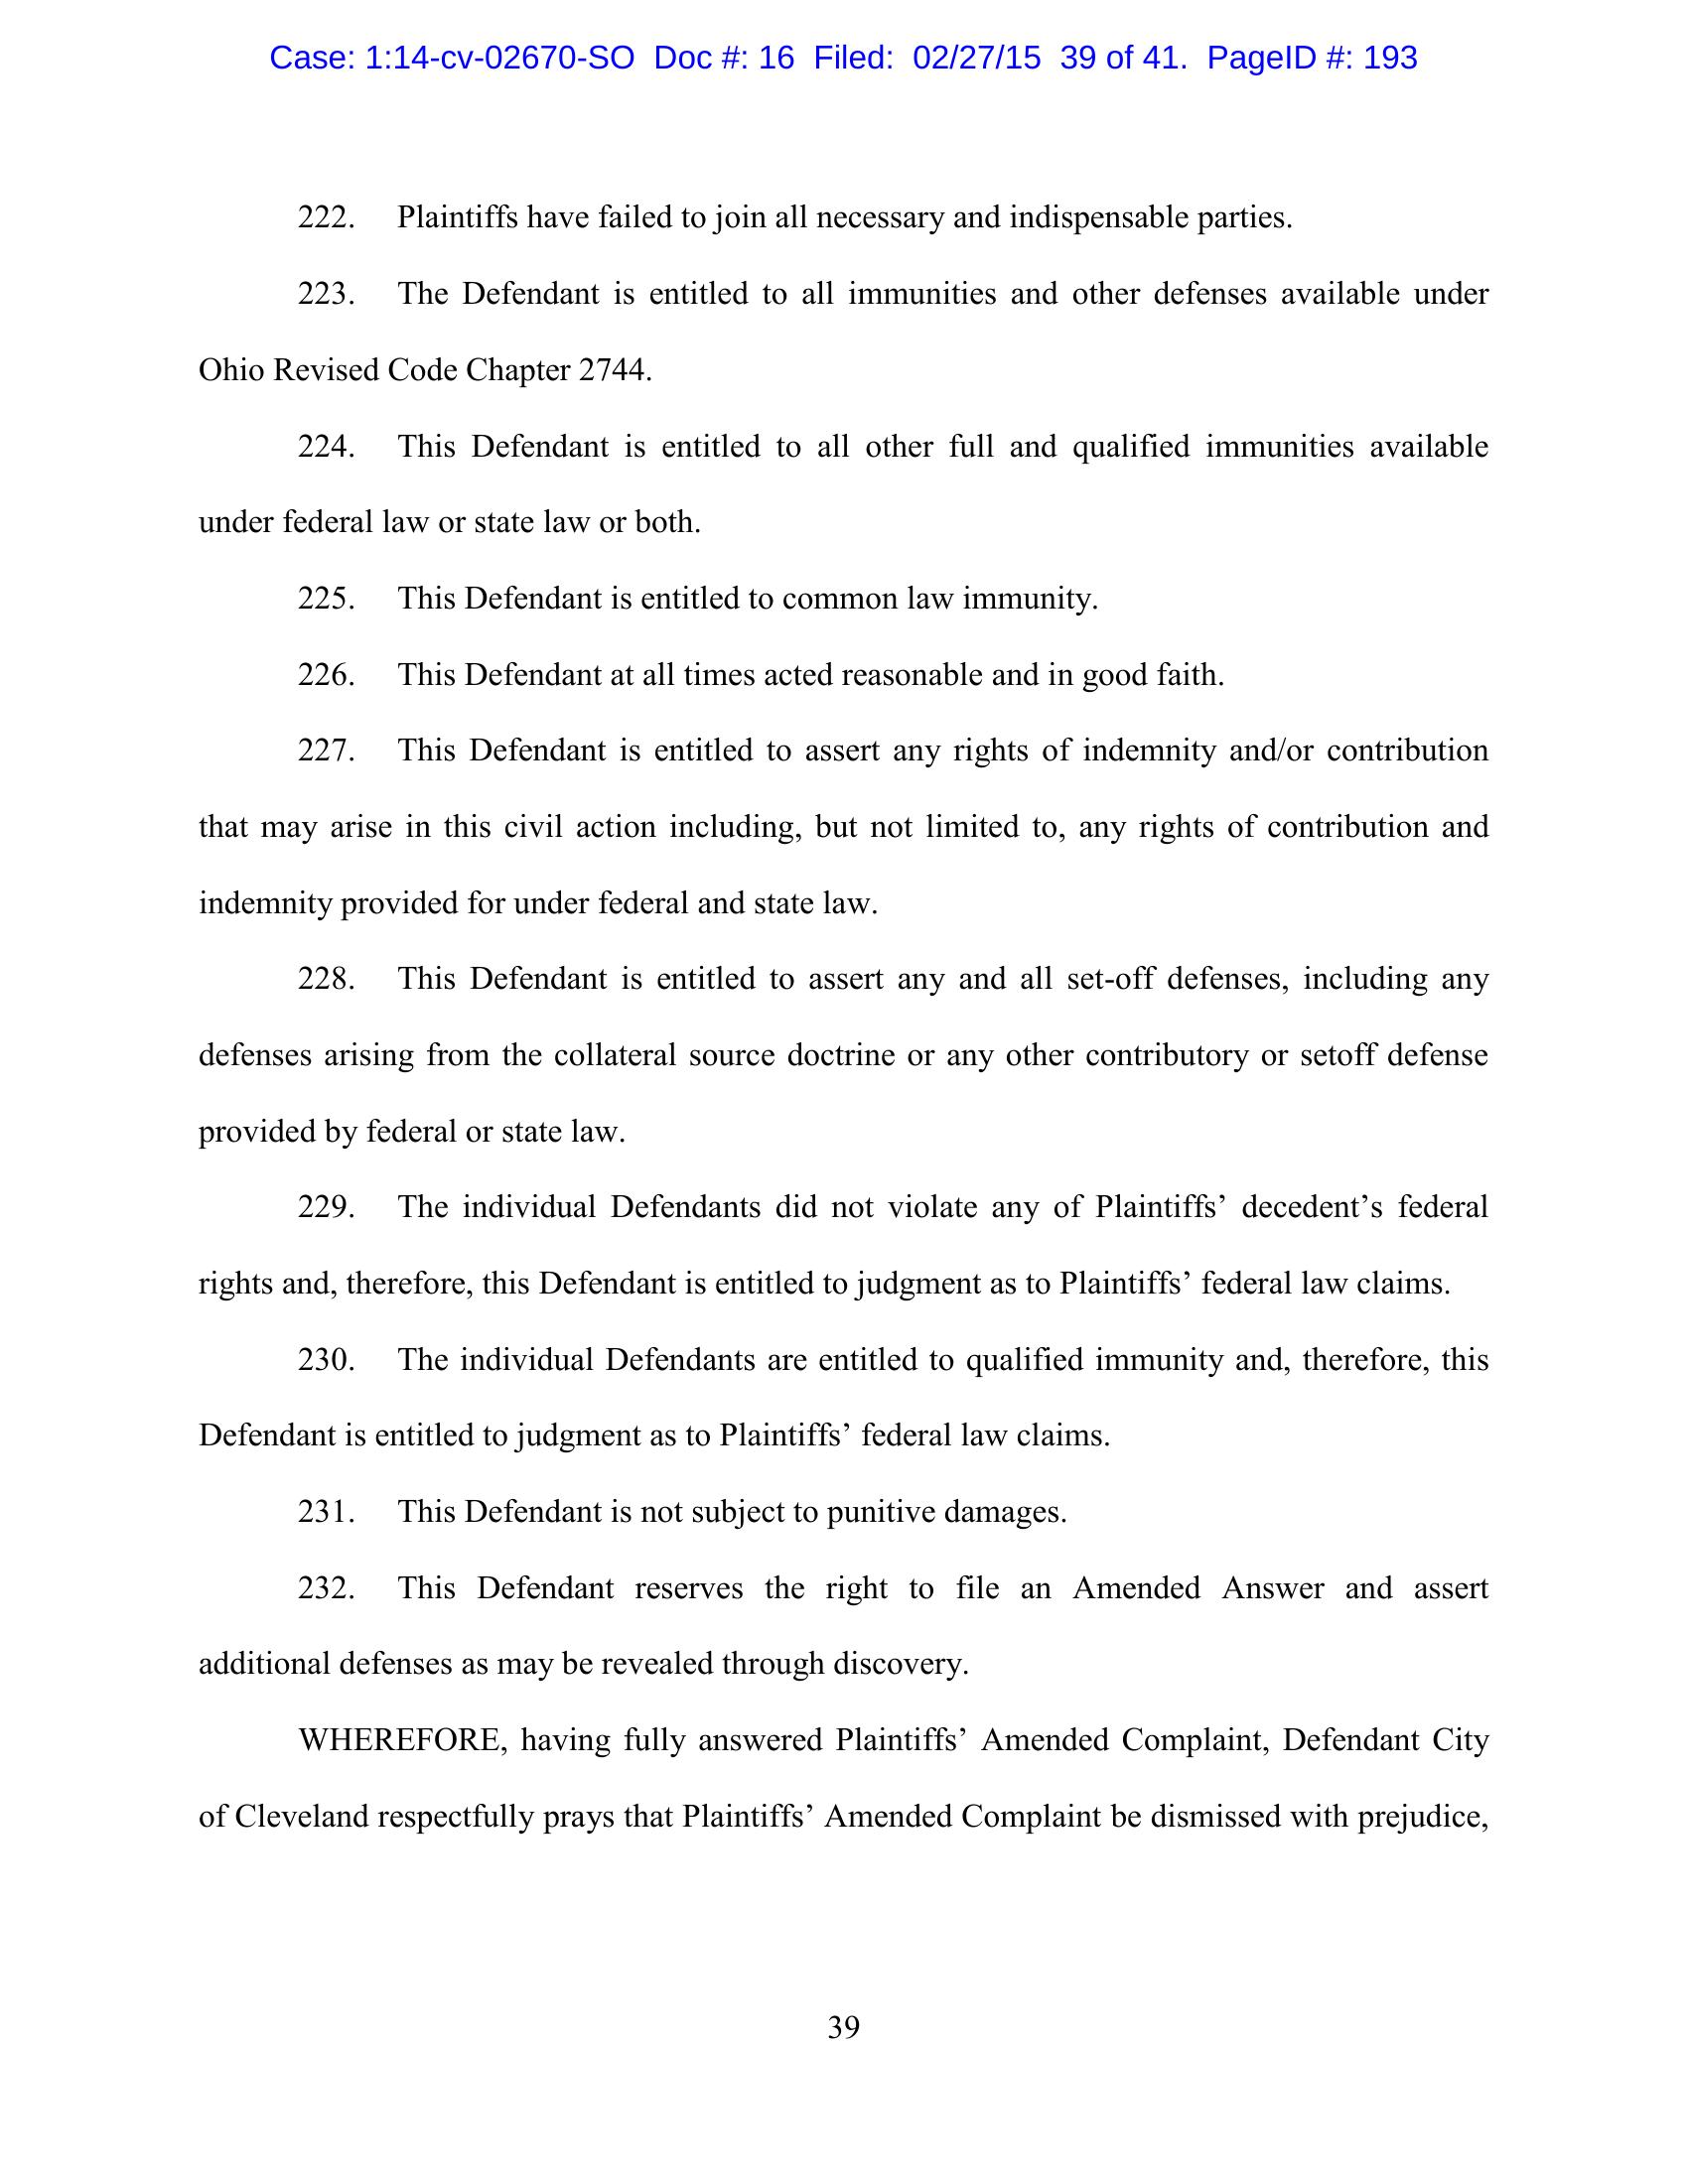 Case: 1:14-cv-02670-SO Doc #: 16 Filed: 02/27/15 39 of 41. PageID #: 193
222. Plaintiffs have failed to join all necessary and indispensable parties.
223. The Defendant is entitled to all immunities and other defenses available under
Ohio Revised Code Chapter 2744.
224. This Defendant is entitled to all other full and qualified immunities available
under federal law or state law or both.
225. This Defendant is entitled to common law immunity.
226. This Defendant at all times acted reasonable and in good faith.
227. This Defendant is entitled to assert any rights of indemnity and/or contribution
that may arise in this civil action including, but not limited to, any rights of contribution and
indemnity provided for under federal and state law.
228. This Defendant is entitled to assert any and all set-off defenses, including any
defenses arising from the collateral source doctrine or any other contributory or setoff defense
provided by federal or state law.
229. The individual Defendants did not violate any of Plaintiffs’ decedent’s federal
rights and, therefore, this Defendant is entitled to judgment as to Plaintiffs’ federal law claims.
230. The individual Defendants are entitled to qualified immunity and, therefore, this
Defendant is entitled to judgment as to Plaintiffs’ federal law claims.
231. This Defendant is not subject to punitive damages.
232. This Defendant reserves the right to file an Amended Answer and assert
additional defenses as may be revealed through discovery.
WHEREFORE, having fully answered Plaintiffs’ Amended Complaint, Defendant City
of Cleveland respectfully prays that Plaintiffs’ Amended Complaint be dismissed with prejudice,
39